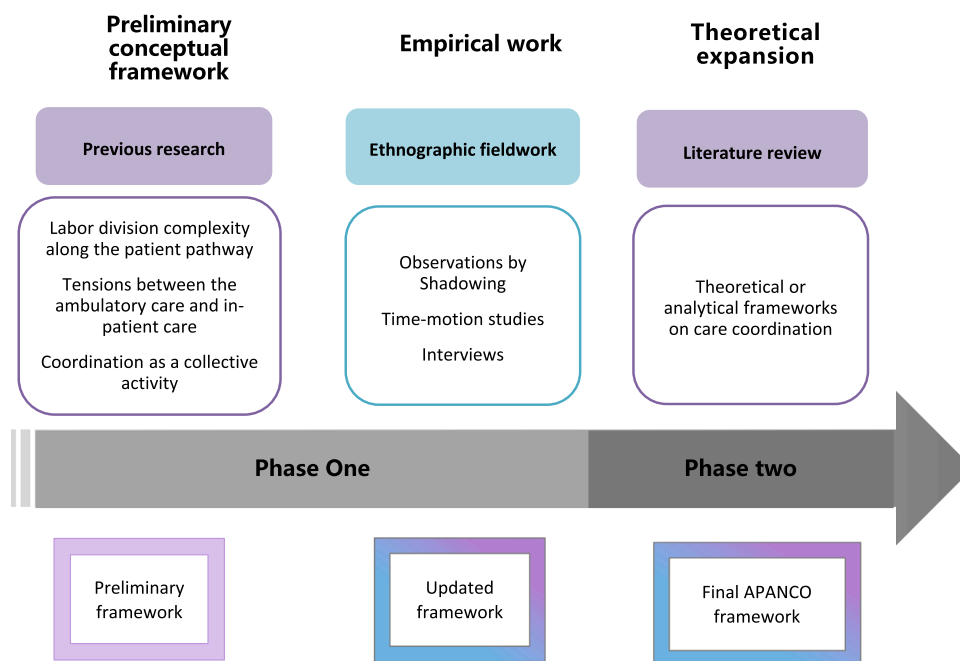 Preliminary
conceptual
framework
Empirical work
Theoretical
expansion
Previous research
Ethnographic fieldwork
Literature review
Labor division complexity
along the patient pathway
Tensions between the
ambulatory care and in-
patient care
Coordination as a collective
activity
Observations by
Shadowing
Time-motion studies
Interviews
Theoretical or
analytical frameworks
on care coordination
Phase One
Phase two
Preliminary
framework
Updated
framework
Final APANCO
framework